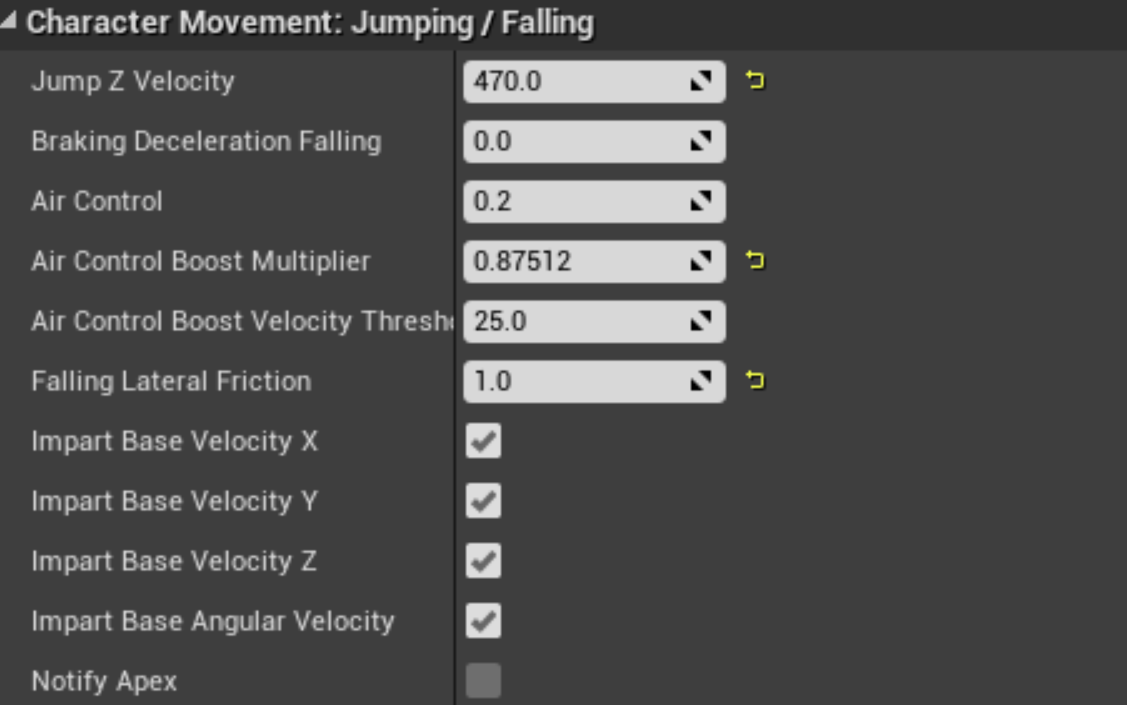 Character Movement: Jumping / Falling
Jump Z Velocity 470.0
Braking Deceleration Falling 0.0
Air Control 0.2
Air Control Boost Multiplier 0.87512
Air Control Boost Velocity Thresh 25.0
Falling Lateral Friction 1.0
Impart Base Velocity X
Impart Base Velocity Y
Impart Base Velocity Z
Impart Base Angular Velocity
Notify Apex